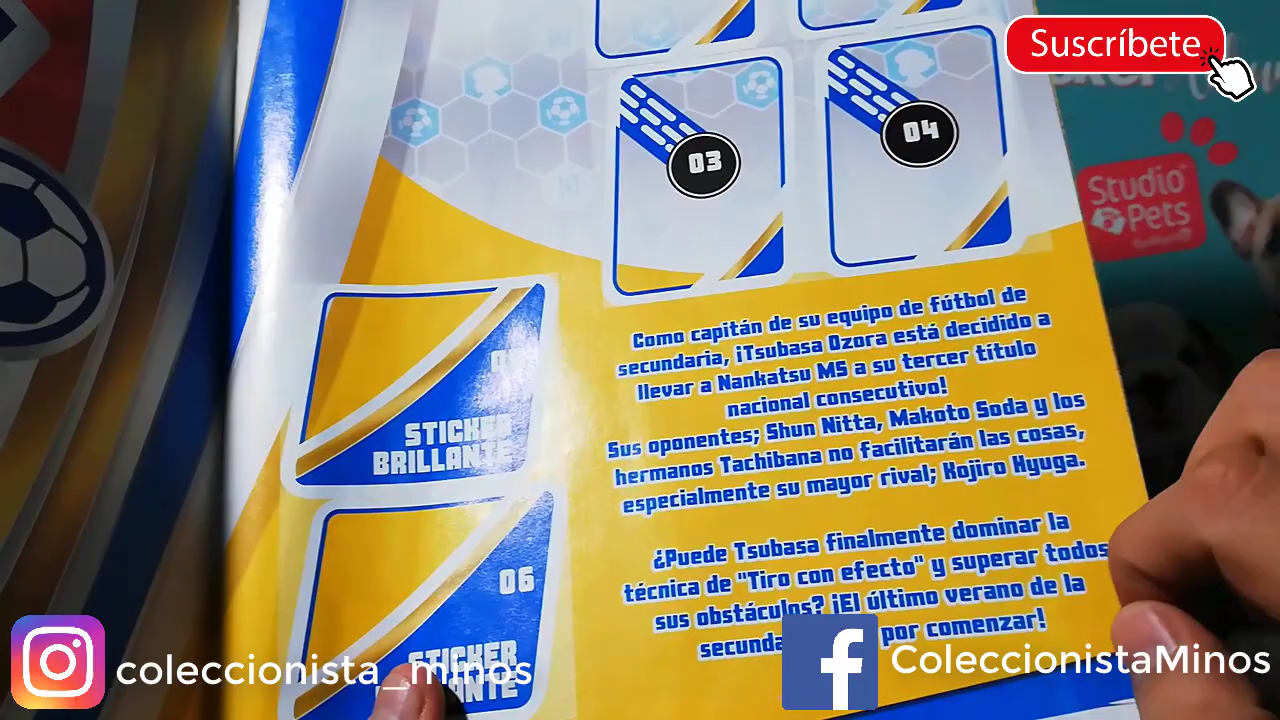 Suscríbete
03
04
Studio
Pets
Como capitán de su equipo de fútbol de
secundaria, ¡Tsubasa Ozora está decidido a
llevar a Nankatsu MS a su tercer título
nacional consecutivo!
Sus oponentes; Shun Nitta, Makoto Soda y los
hermanos Tachibana no facilitarán las cosas,
especialmente su mayor rival; Kojiro Hyuga.
¿Puede Tsubasa finalmente dominar la
técnica de "Tiro con efecto" y superar todos
sus obstáculos? ¡El último verano de la
por comenzar!
STICKER
BRILLANTE
06
STICKER
coleccionista_minos
ColeccionistaMinos